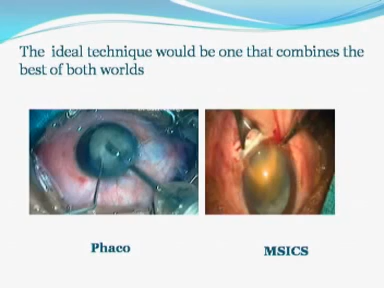 The ideal technique would be one that combines the
best of both worlds
Phaco
MSICS